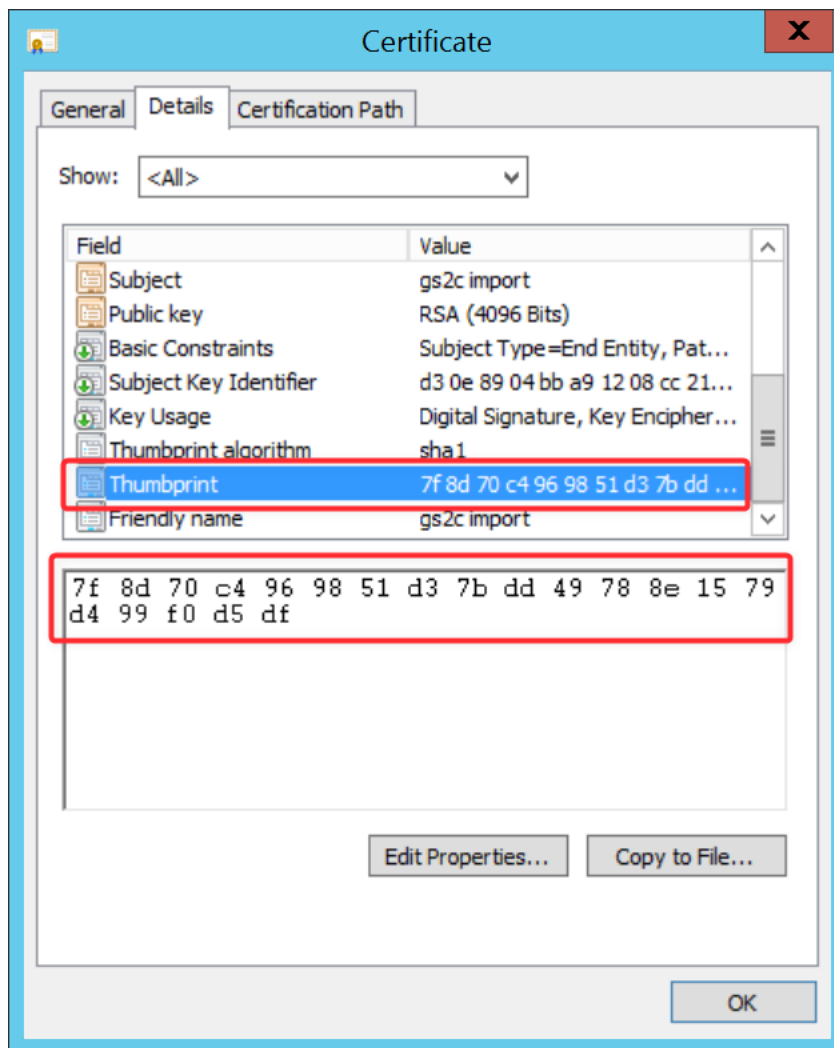 Certificate
X
General Details Certification Path
Show: <All>
Field Value
Subject gs2c import
Public key RSA (4096 Bits)
Basic Constraints Subject Type=End Entity, Pat...
Subject Key Identifier d3 0e 89 04 bb a9 12 08 cc 21...
Key Usage Digital Signature, Key Encipher...
Thumbprint algorithm sha1
Thumbprint 7f 8d 70 c4 96 98 51 d3 7b dd ...
Friendly name gs2c import
7f 8d 70 c4 96 98 51 d3 7b dd 49 78 8e 15 79
d4 99 f0 d5 df
Edit Properties... Copy to File...
OK